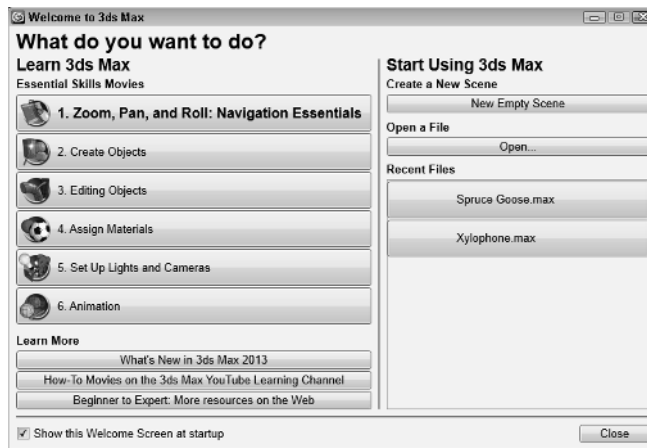 Welcome to 3ds Max
What do you want to do?
Learn 3ds Max
Essential Skills Movies
1. Zoom, Pan, and Roll: Navigation Essentials
2. Create Objects
3. Editing Objects
4. Assign Materials
5. Set Up Lights and Cameras
6. Animation
Learn More
What's New in 3ds Max 2013
How-To Movies on the 3ds Max YouTube Learning Channel
Beginner to Expert: More resources on the Web
Start Using 3ds Max
Create a New Scene
New Empty Scene
Open a File
Open...
Recent Files
Spruce Goose.max
Xylophone.max
Show this Welcome Screen at startup
Close